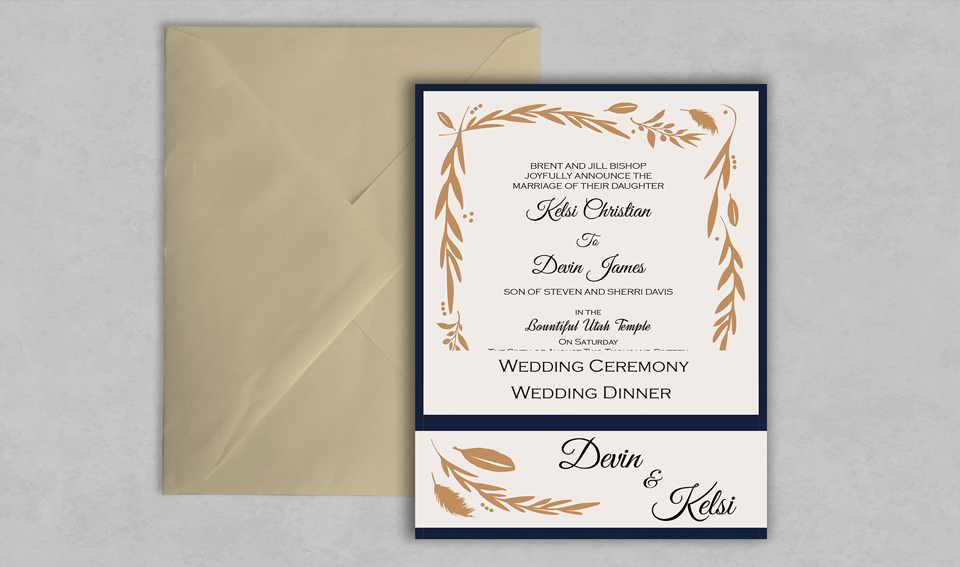 BRENT AND JILL BISHOP
JOYFULLY ANNOUNCE THE
MARRIAGE OF THEIR DAUGHTER
Kelsi Christian
To
Devin James
SON OF STEVEN AND SHERRI DAVIS
IN THE
Bountiful Utah Temple
ON SATURDAY
WEDDING CEREMONY
WEDDING DINNER
Devin
&
Kelsi